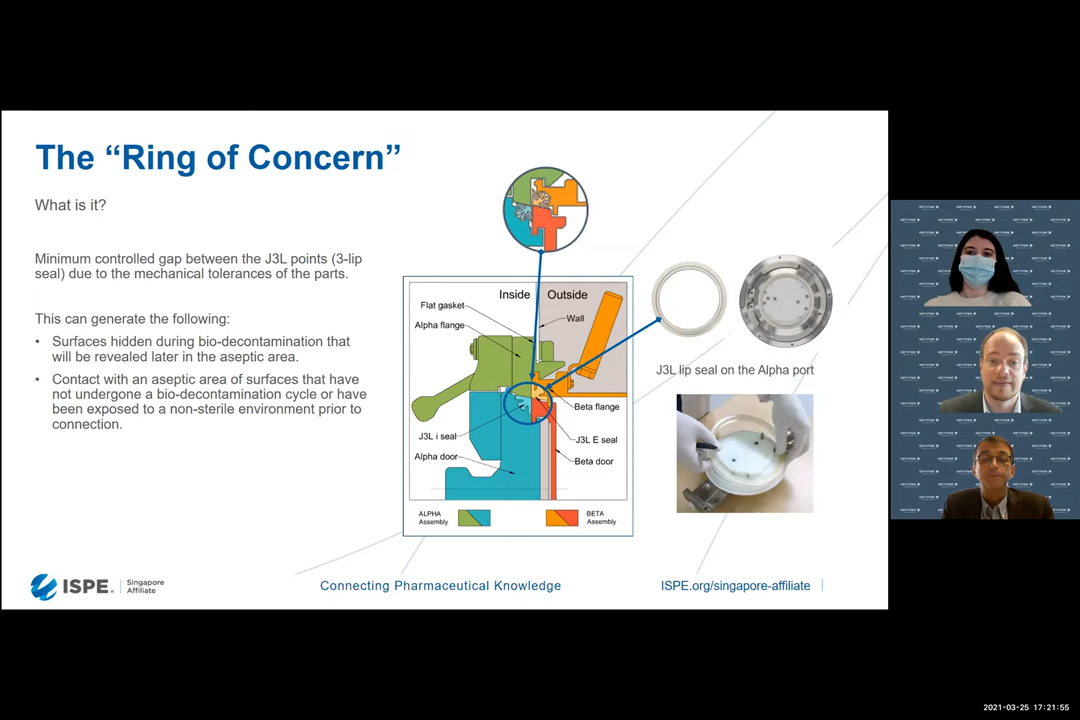 The “Ring of Concern”
What is it?
Minimum controlled gap between the J3L points (3-lip
seal) due to the mechanical tolerances of the parts.
This can generate the following:
• Surfaces hidden during bio-decontamination that
will be revealed later in the aseptic area.
• Contact with an aseptic area of surfaces that have
not undergone a bio-decontamination cycle or have
been exposed to a non-sterile environment prior to
connection.
Inside
Outside
Flat gasket
Wall
Alpha flange
Beta flange
J3L i seal
J3L E seal
Alpha door
Beta door
ALPHA
Assembly
BETA
Assembly
J3L lip seal on the Alpha port
ISPE.
Singapore
Affiliate
Connecting Pharmaceutical Knowledge
ISPE.org/singapore-affiliate
2021-03-25 17:21:55